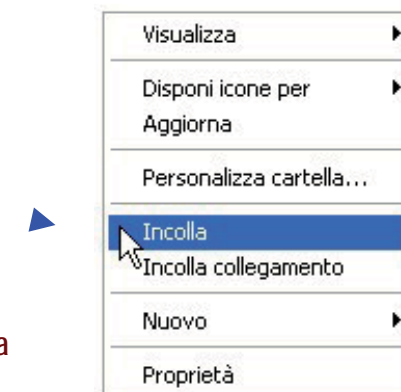 Visualizza
Disponi icone per
Aggiorna
Personalizza cartella...
Incolla
Incolla collegamento
Nuovo
a
Proprietà